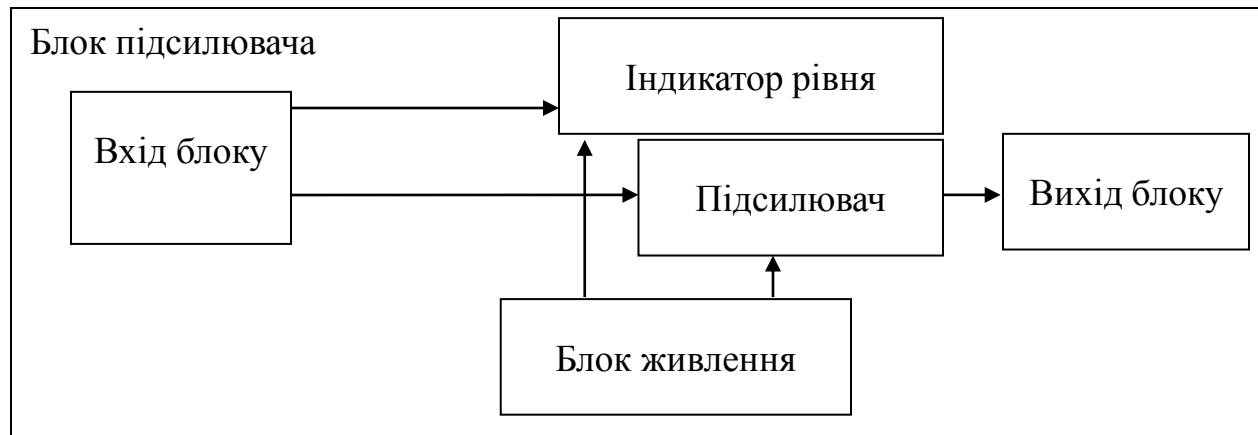 Блок підсилювача
Індикатор рівня
Вхід блоку
Підсилювач
Вихід блоку
Блок живлення